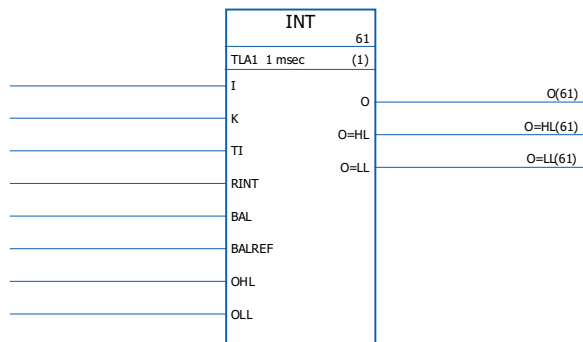 INT
61
TLA1 1 msec (1)
I
O O(61)
K
O=HL O=HL(61)
TI
O=LL O=LL(61)
RINT
BAL
BALREF
OHL
OLL